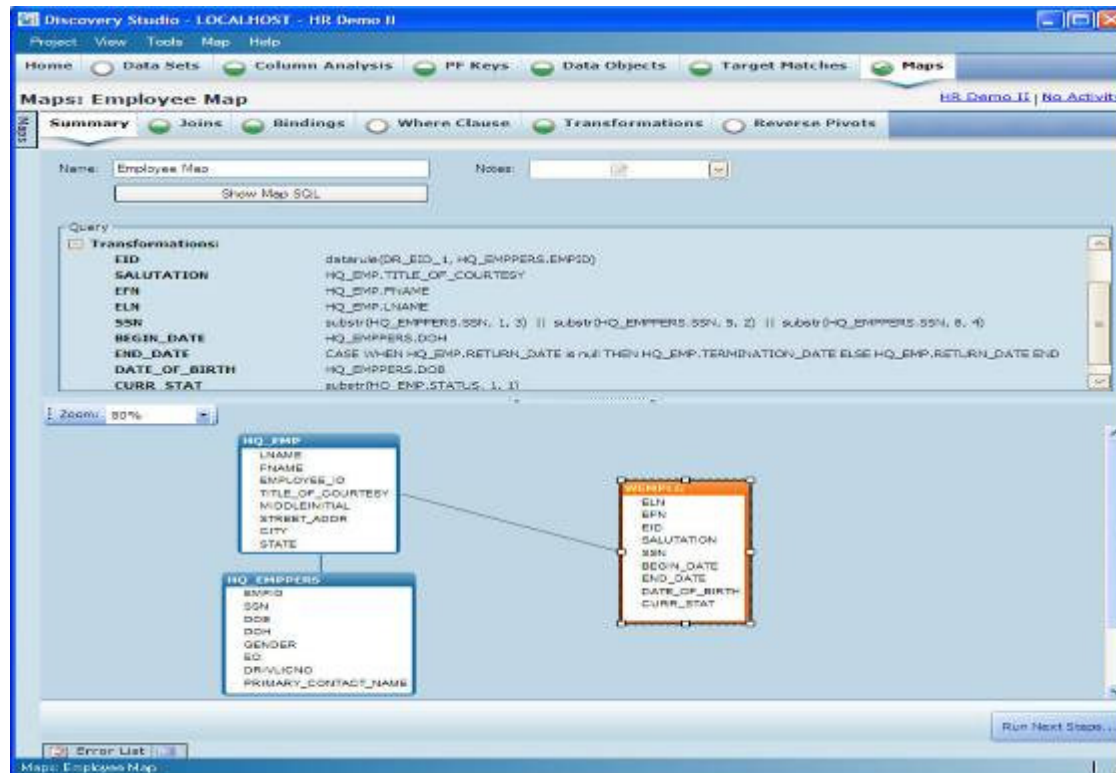 Discovery Studio - LOCALHOST - HR Demo II
Project View Tools Map Help
Home Data Sets Column Analysis PF Keys Data Objects Target Matches Maps
Maps: Employee Map
HR Demo II | No Activit
Maps
Summary Joins Bindings Where Clause Transformations Reverse Pivots
Name: Employee Map Notes:
Show Map SQL
Query
Transformations:
EID datarule(DR_EID_1, HQ_EMPPERS.EMPID)
SALUTATION HQ_EMP.TITLE_OF_COURTESY
EFN HQ_EMP.FNAME
ELN HQ_EMP.LNAME
SSN substr(HQ_EMPPERS.SSN, 1, 3) || substr(HQ_EMPPERS.SSN, 5, 2) || substr(HQ_EMPPERS.SSN, 8, 4)
BEGIN_DATE HQ_EMPPERS.DOH
END_DATE CASE WHEN HQ_EMP.RETURN_DATE is null THEN HQ_EMP.TERMINATION_DATE ELSE HQ_EMP.RETURN_DATE END
DATE_OF_BIRTH HQ_EMPPERS.DOB
CURR_STAT substr(HQ_EMP.STATUS, 1, 1)
Zoom: 80%
HQ_EMP
LNAME
FNAME
EMPLOYEE_ID
TITLE_OF_COURTESY
MIDDLEINITIAL
STREET_ADDR
CITY
STATE
HQ_EMPPERS
EMPID
SSN
DOB
DOH
GENDER
EO
DRIVLICNO
PRIMARY_CONTACT_NAME
ELN
EFN
EID
SALUTATION
SSN
BEGIN_DATE
END_DATE
DATE_OF_BIRTH
CURR_STAT
Run Next Steps...
Error List
Maps: Employee Map